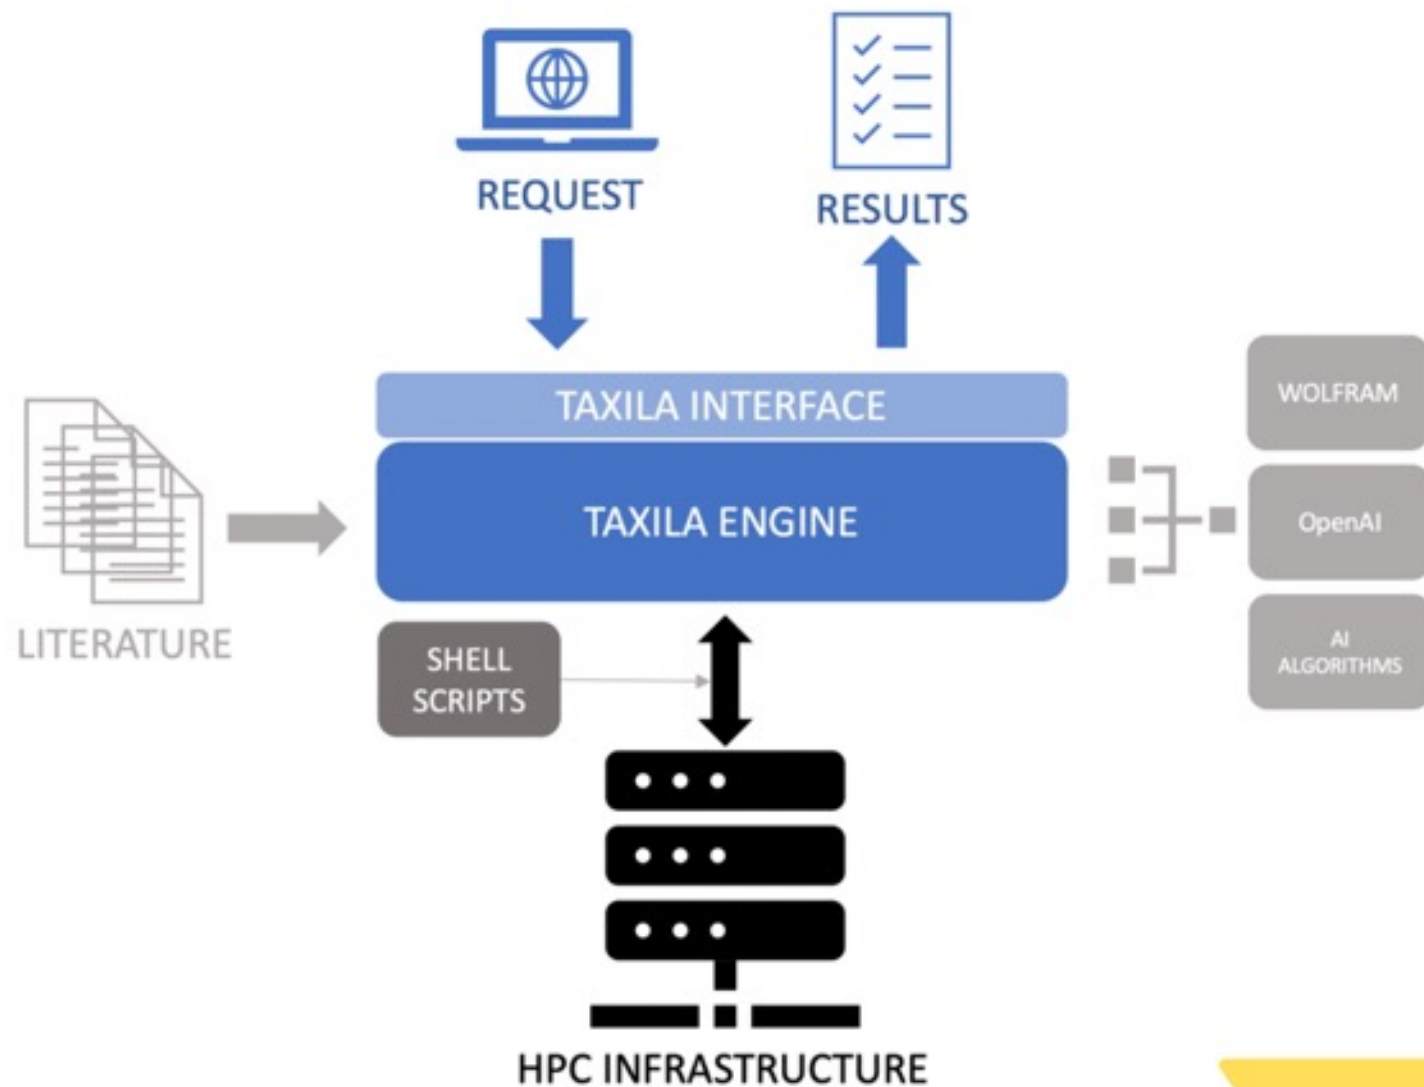 REQUEST
RESULTS
TAXILA INTERFACE
WOLFRAM
TAXILA ENGINE
OpenAI
LITERATURE
SHELL
SCRIPTS
AI
ALGORITHMS
HPC INFRASTRUCTURE